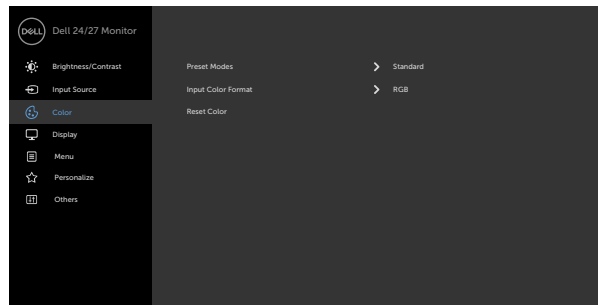 DELL Dell 24/27 Monitor
Brightness/Contrast
Preset Modes Standard
Input Source
Input Color Format RGB
Color
Reset Color
Display
Menu
Personalize
Others